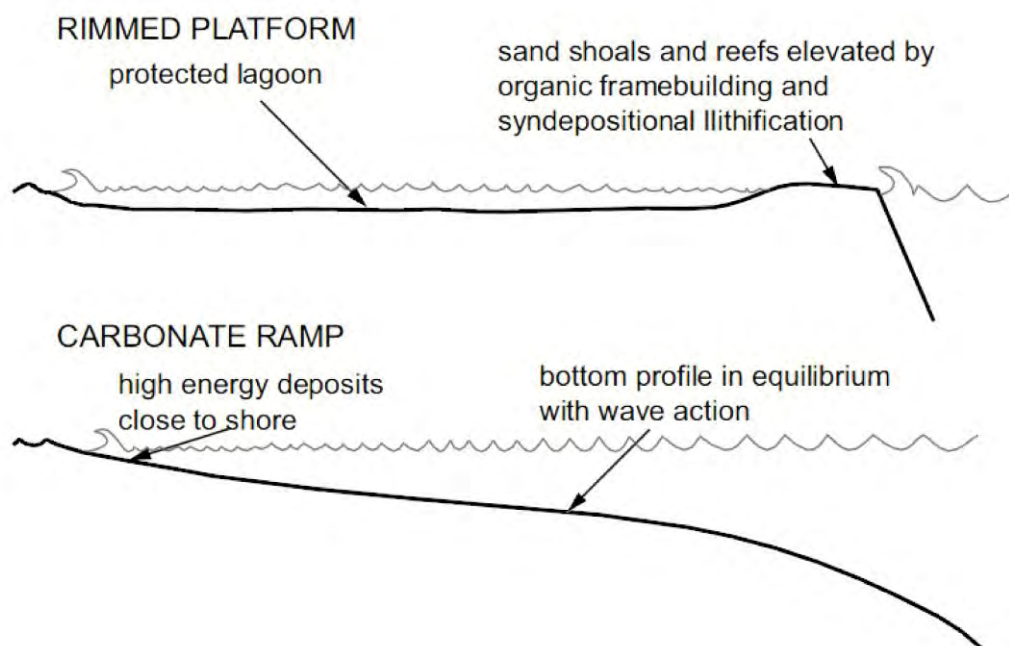 RIMMED PLATFORM
protected lagoon
sand shoals and reefs elevated by
organic framebuilding and
syndepositional llithification
CARBONATE RAMP
high energy deposits
close to shore
bottom profile in equilibrium
with wave action